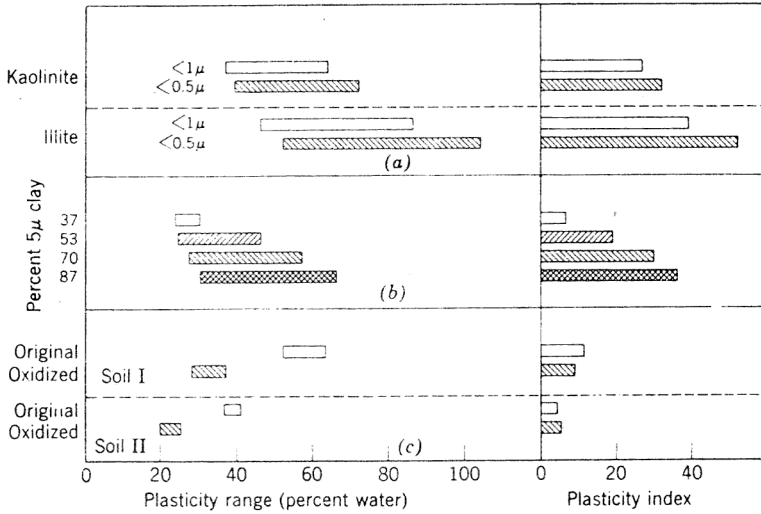 Kaolinite
<1μ
<0.5μ
Illite
<1μ
<0.5μ
(a)
Percent 5μ clay
37
53
70
87
(b)
Original
Oxidized
Soil I
Original
Oxidized
Soil II
(c)
0 20 40 60 80 100
0 20 40
Plasticity range (percent water)
Plasticity index